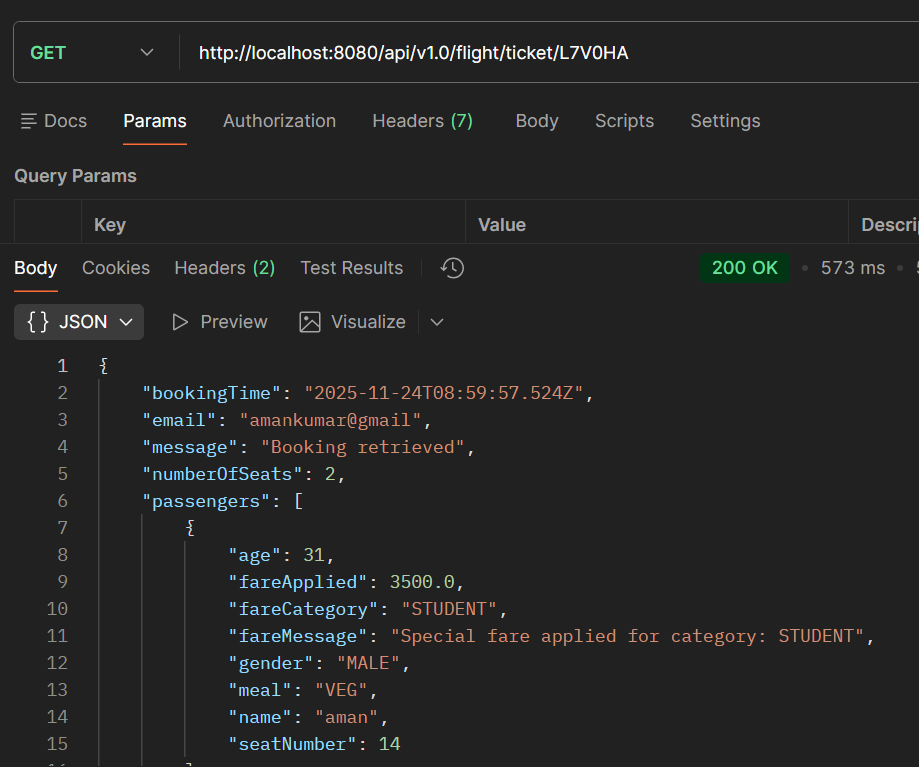 GET http://localhost:8080/api/v1.0/flight/ticket/L7V0HA
Docs Params Authorization Headers (7) Body Scripts Settings
Query Params
Key Value Descri
Body Cookies Headers (2) Test Results 200 OK • 573 ms •
{} JSON Preview Visualize
1 {
2 "bookingTime": "2025-11-24T08:59:57.524Z",
3 "email": "amankumar@gmail",
4 "message": "Booking retrieved",
5 "numberOfSeats": 2,
6 "passengers": [
7 {
8 "age": 31,
9 "fareApplied": 3500.0,
10 "fareCategory": "STUDENT",
11 "fareMessage": "Special fare applied for category: STUDENT",
12 "gender": "MALE",
13 "meal": "VEG",
14 "name": "aman",
15 "seatNumber": 14